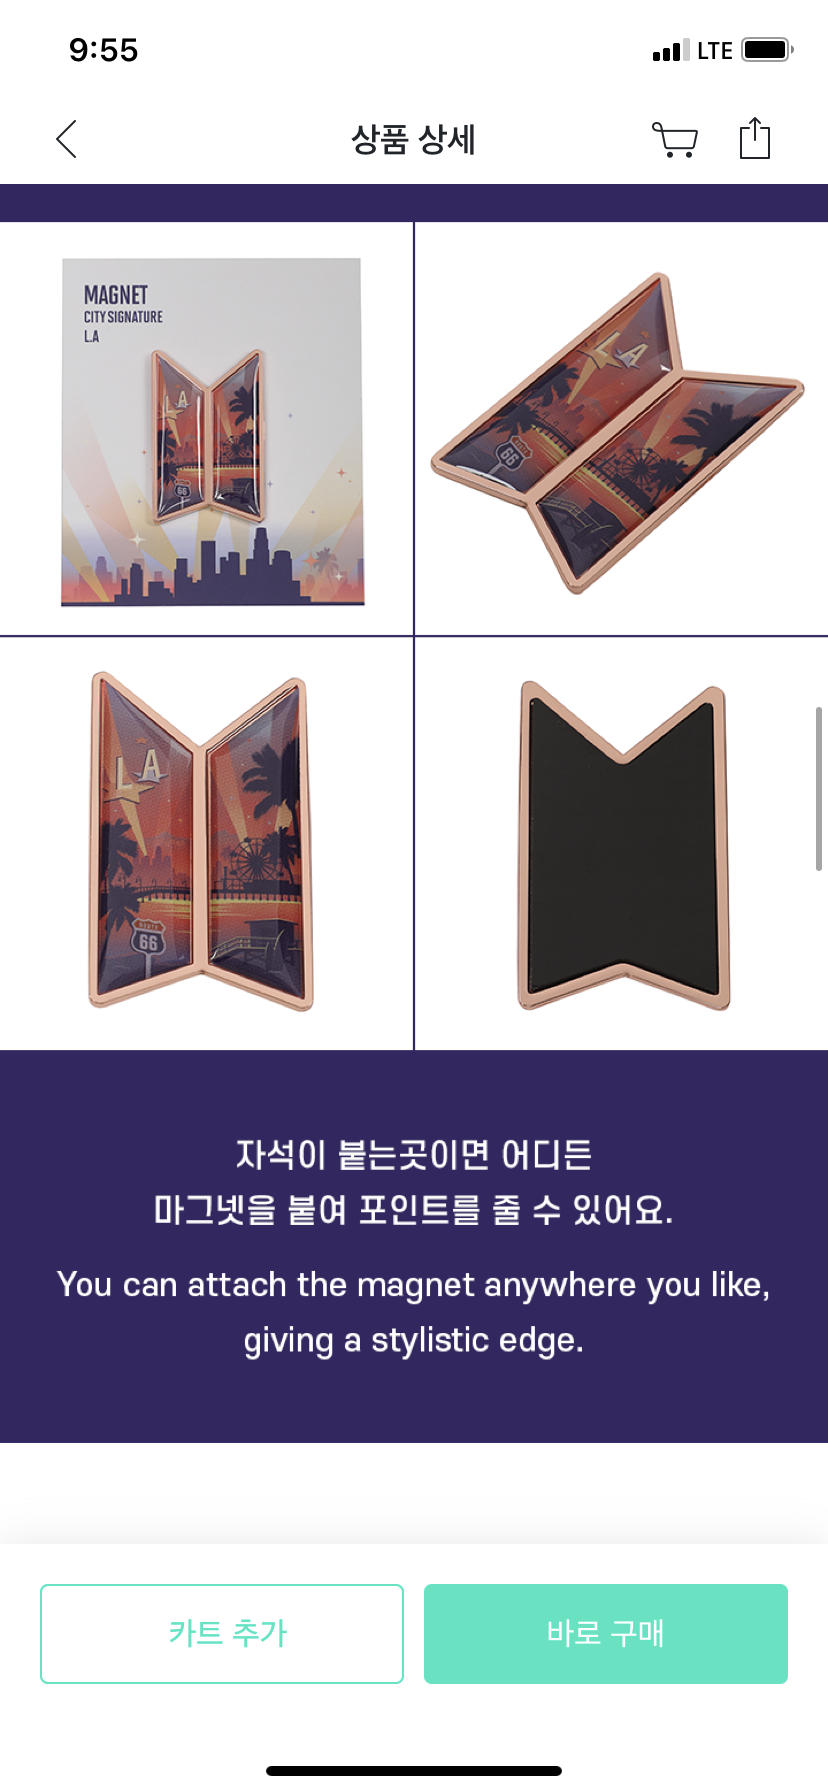 9:55
LTE
상품 상세
MAGNET
CITY SIGNATURE
L.A
LA
66
LA
ROUTE
66
LA
ROUTE
66
자석이 붙는곳이면 어디든
마그넷을 붙여 포인트를 줄 수 있어요.
You can attach the magnet anywhere you like,
giving a stylistic edge.
카트 추가
바로 구매